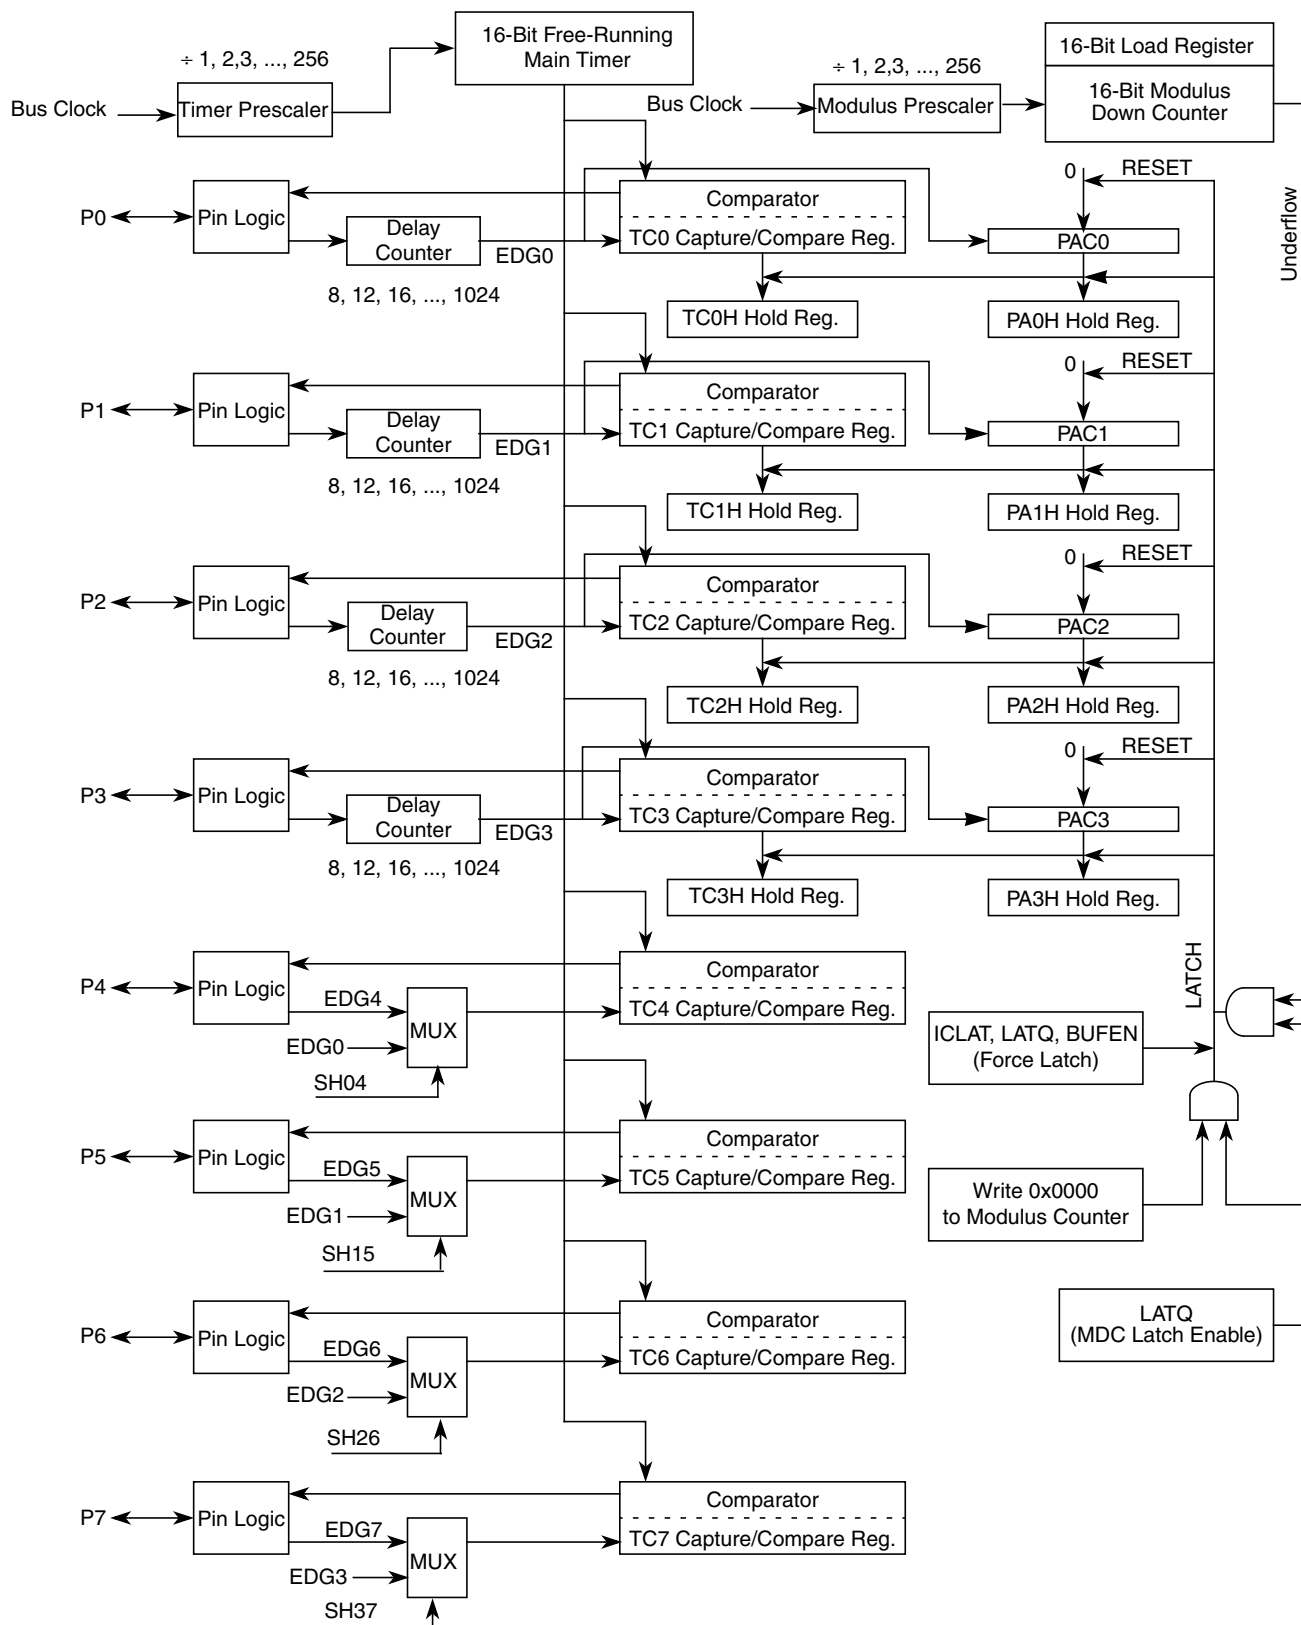 16-Bit Free-Running
Main Timer
÷ 1, 2,3, ..., 256
Bus Clock
Timer Prescaler
16-Bit Load Register
16-Bit Modulus
Down Counter
÷ 1, 2,3, ..., 256
Bus Clock
Modulus Prescaler
Underflow
P0
Pin Logic
Delay
Counter
EDG0
8, 12, 16, ..., 1024
Comparator
TC0 Capture/Compare Reg.
0
RESET
PAC0
TC0H Hold Reg.
PA0H Hold Reg.
P1
Pin Logic
Delay
Counter
EDG1
8, 12, 16, ..., 1024
Comparator
TC1 Capture/Compare Reg.
0
RESET
PAC1
TC1H Hold Reg.
PA1H Hold Reg.
P2
Pin Logic
Delay
Counter
EDG2
8, 12, 16, ..., 1024
Comparator
TC2 Capture/Compare Reg.
0
RESET
PAC2
TC2H Hold Reg.
PA2H Hold Reg.
P3
Pin Logic
Delay
Counter
EDG3
8, 12, 16, ..., 1024
Comparator
TC3 Capture/Compare Reg.
0
RESET
PAC3
TC3H Hold Reg.
PA3H Hold Reg.
P4
Pin Logic
EDG4
EDG0
MUX
SH04
Comparator
TC4 Capture/Compare Reg.
LATCH
ICLAT, LATQ, BUFEN
(Force Latch)
P5
Pin Logic
EDG5
EDG1
MUX
SH15
Comparator
TC5 Capture/Compare Reg.
Write 0x0000
to Modulus Counter
P6
Pin Logic
EDG6
EDG2
MUX
SH26
Comparator
TC6 Capture/Compare Reg.
LATQ
(MDC Latch Enable)
P7
Pin Logic
EDG7
EDG3
MUX
SH37
Comparator
TC7 Capture/Compare Reg.